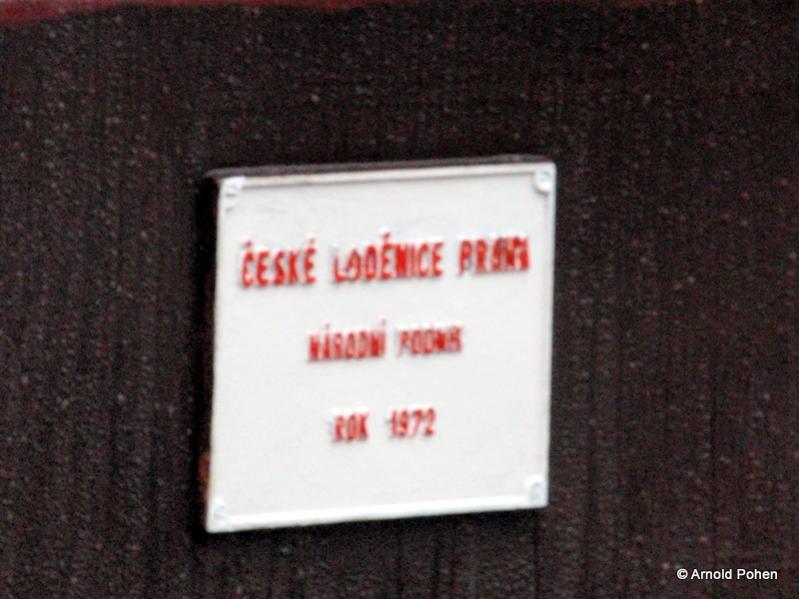 ČESKÉ LODĚNICE PRAHA
NÁRODNÍ PODNIK
ROK 1972
© Arnold Pohen